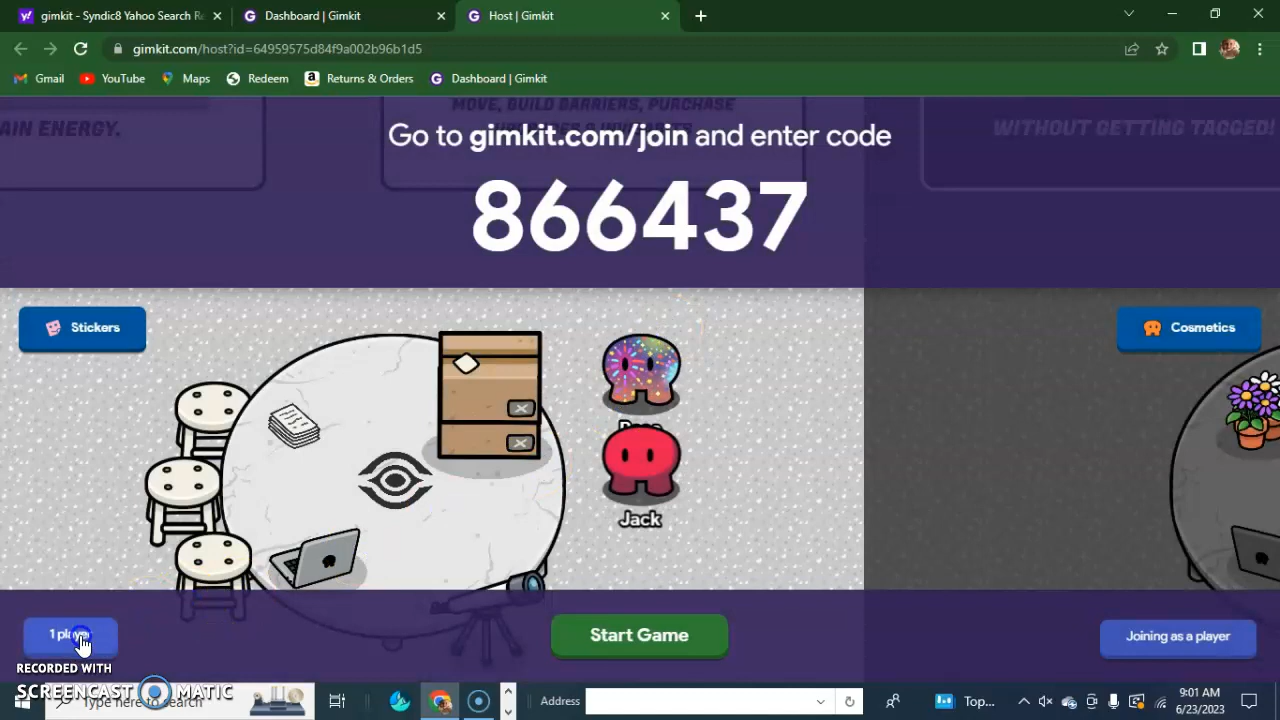 gimkit - Syndic8 Yahoo Search Re
Dashboard | Gimkit
Host | Gimkit
gimkit.com/host?id=64959575d84f9a002b96b1d5
Gmail
YouTube
Maps
Redeem
Returns & Orders
Dashboard | Gimkit
MOVE, BUILD BARRIERS, PURCHASE
AIN ENERGY.
WITHOUT GETTING TAGGED!
Go to gimkit.com/join and enter code
866437
Stickers
Cosmetics
Jack
1 player
Start Game
Joining as a player
RECORDED WITH
SCREENCAST MATIC
Type here to search
Address
Top...
9:01 AM
6/23/2023